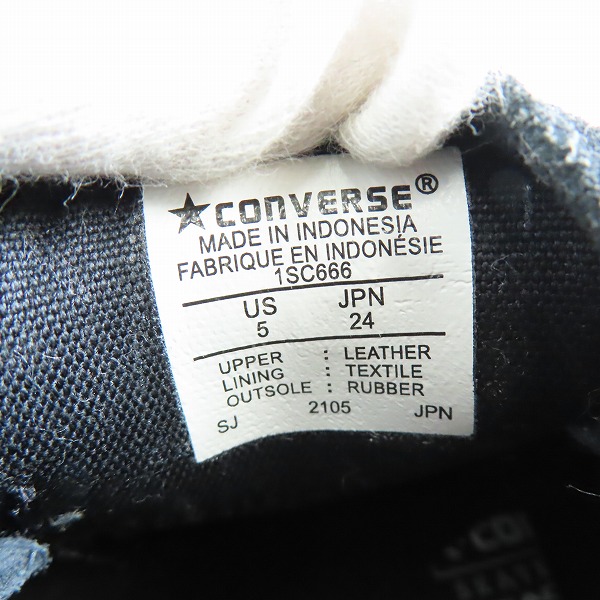 ★CONVERSE®
MADE IN INDONESIA
FABRIQUE EN INDONÉSIE
1SC666
US JPN
5 24
UPPER : LEATHER
LINING : TEXTILE
OUTSOLE : RUBBER
SJ 2105 JPN